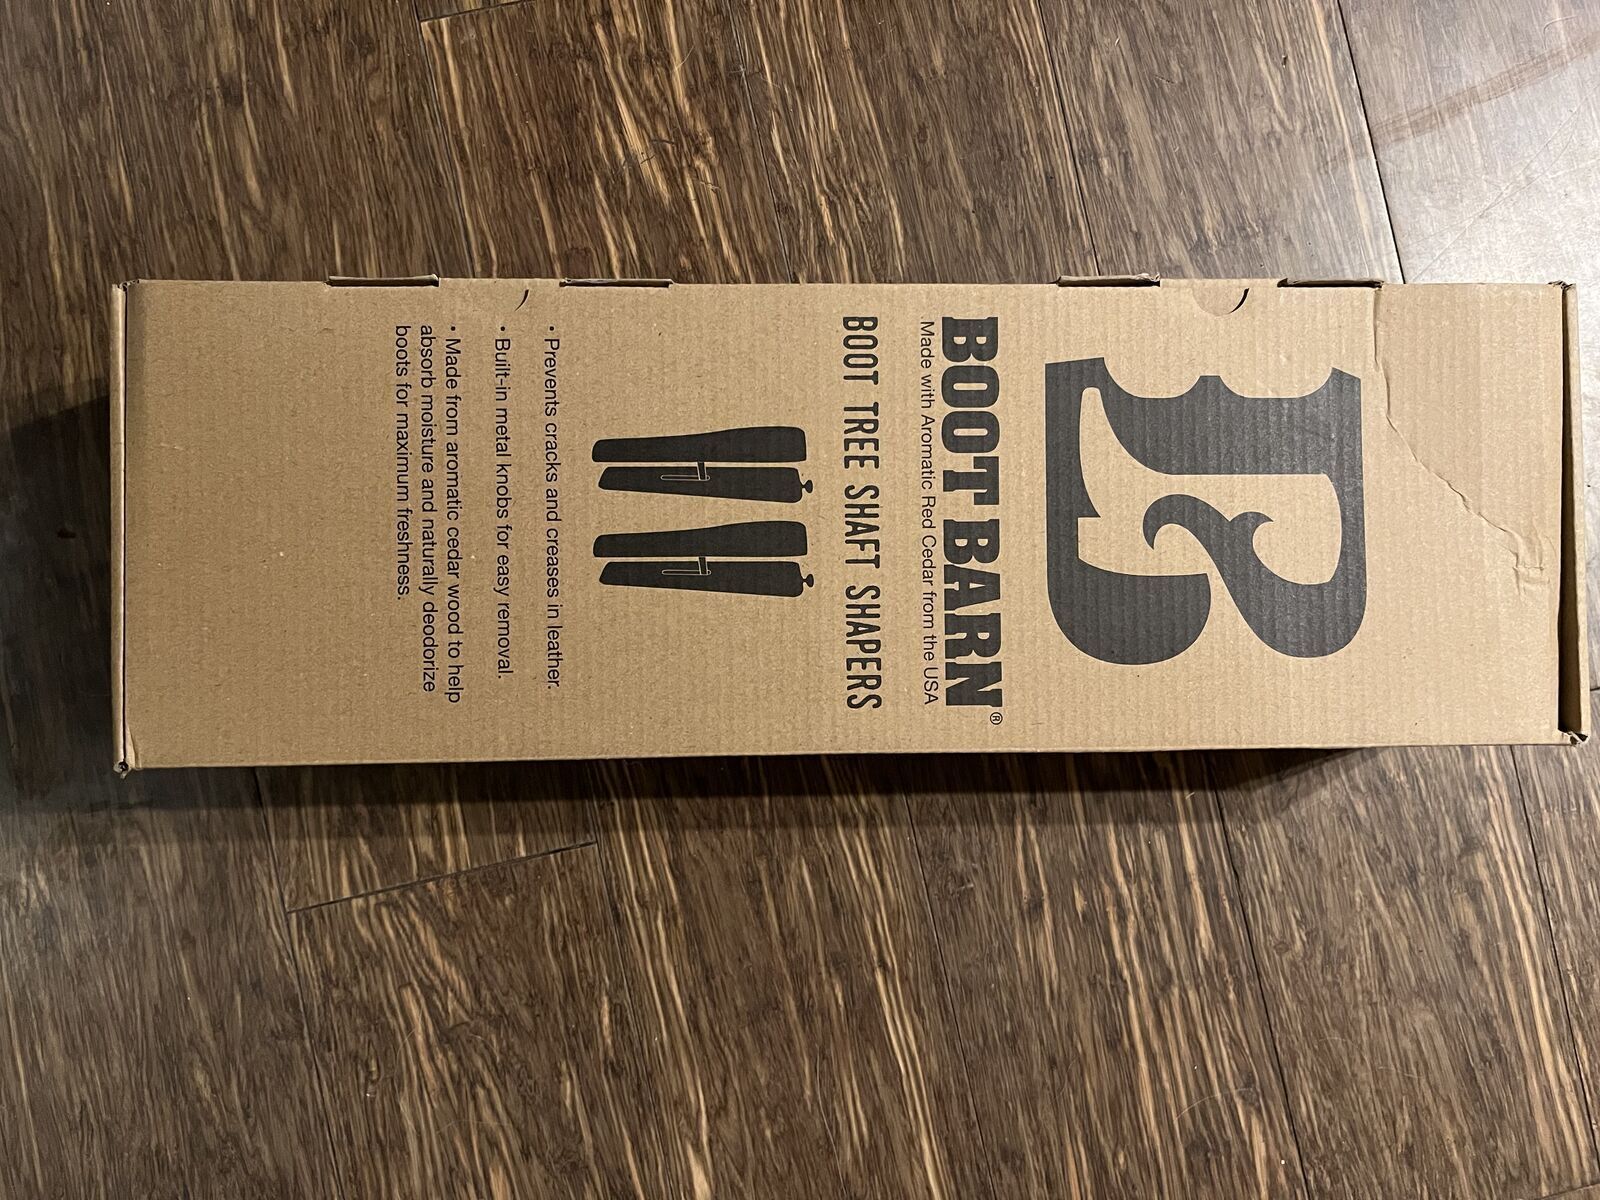 BOOT BARN®
Made with Aromatic Red Cedar from the USA
BOOT TREE SHAFT SHAPERS
• Prevents cracks and creases in leather.
• Built-in metal knobs for easy removal.
• Made from aromatic cedar wood to help
absorb moisture and naturally deodorize
boots for maximum freshness.